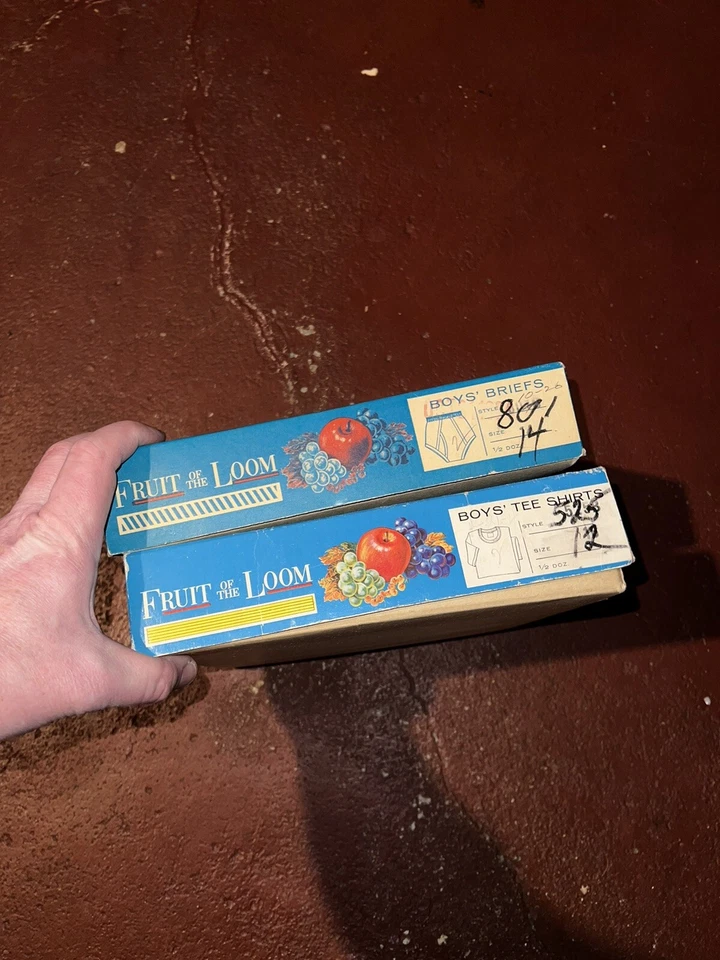 FRUIT OF THE LOOM
BOYS' BRIEFS
STYLE 801
SIZE 14
1/2 DOZ.
FRUIT OF THE LOOM
BOYS' TEE SHIRTS
STYLE 525
SIZE 12
1/2 DOZ.